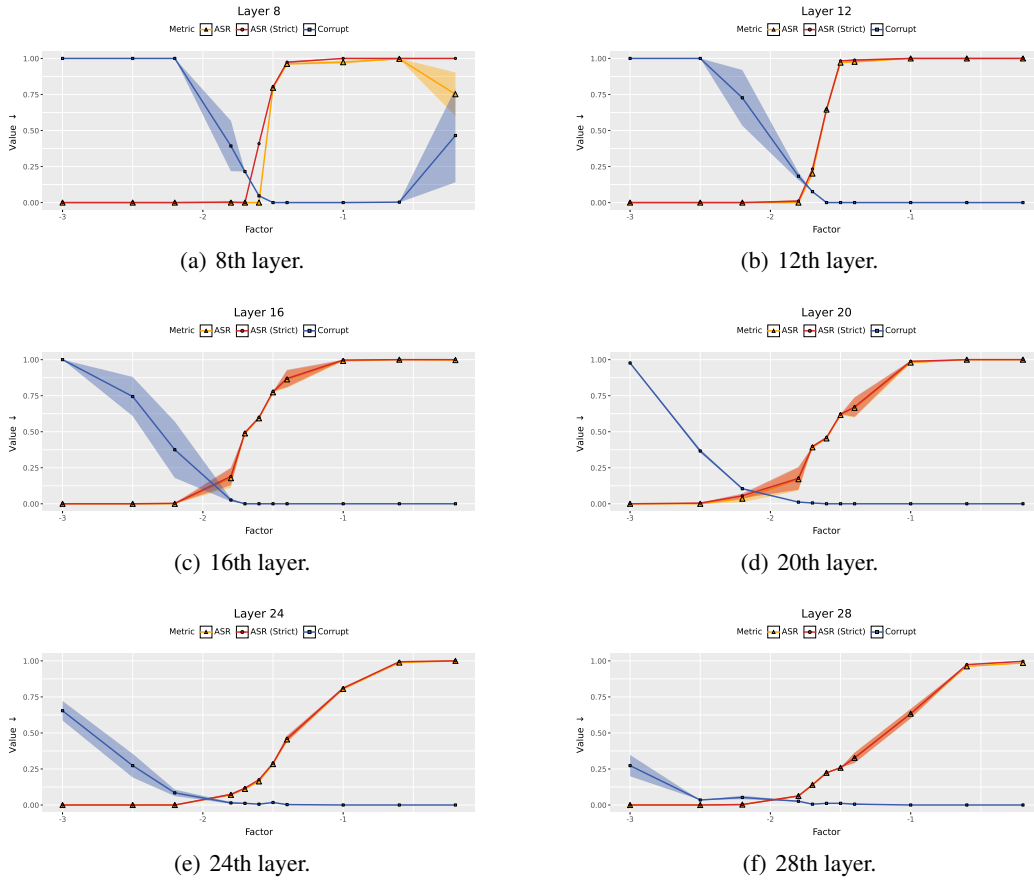 Layer 8
Metric ASR ASR (Strict) Corrupt
1.00
0.75
0.50
0.25
0.00
Value ↓
-3 -2 -1
Factor
(a) 8th layer.
Layer 12
Metric ASR ASR (Strict) Corrupt
1.00
0.75
0.50
0.25
0.00
Value ↓
-3 -2 -1
Factor
(b) 12th layer.
Layer 16
Metric ASR ASR (Strict) Corrupt
1.00
0.75
0.50
0.25
0.00
Value ↓
-3 -2 -1
Factor
(c) 16th layer.
Layer 20
Metric ASR ASR (Strict) Corrupt
1.00
0.75
0.50
0.25
0.00
Value ↓
-3 -2 -1
Factor
(d) 20th layer.
Layer 24
Metric ASR ASR (Strict) Corrupt
1.00
0.75
0.50
0.25
0.00
Value ↓
-3 -2 -1
Factor
(e) 24th layer.
Layer 28
Metric ASR ASR (Strict) Corrupt
1.00
0.75
0.50
0.25
0.00
Value ↓
-3 -2 -1
Factor
(f) 28th layer.